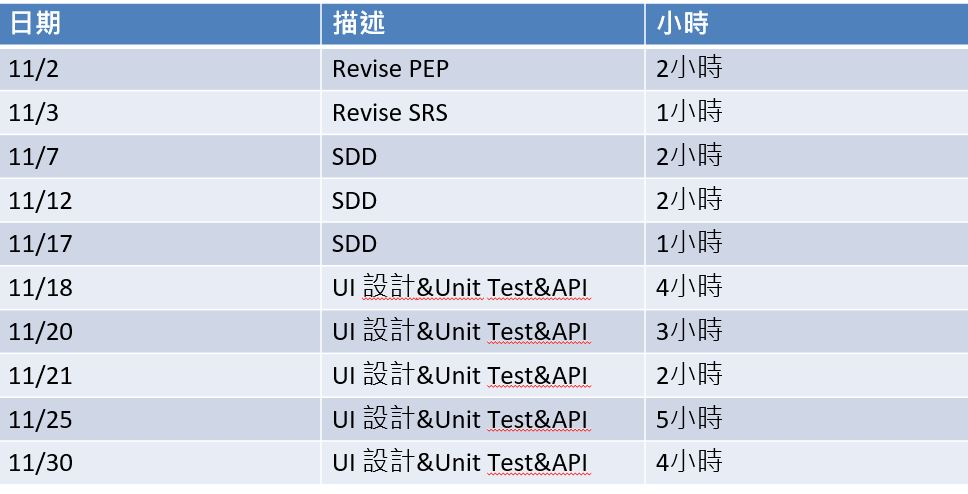 日期 描述 小時
11/2 Revise PEP 2小時
11/3 Revise SRS 1小時
11/7 SDD 2小時
11/12 SDD 2小時
11/17 SDD 1小時
11/18 UI 設計&Unit Test&API 4小時
11/20 UI 設計&Unit Test&API 3小時
11/21 UI 設計&Unit Test&API 2小時
11/25 UI 設計&Unit Test&API 5小時
11/30 UI 設計&Unit Test&API 4小時